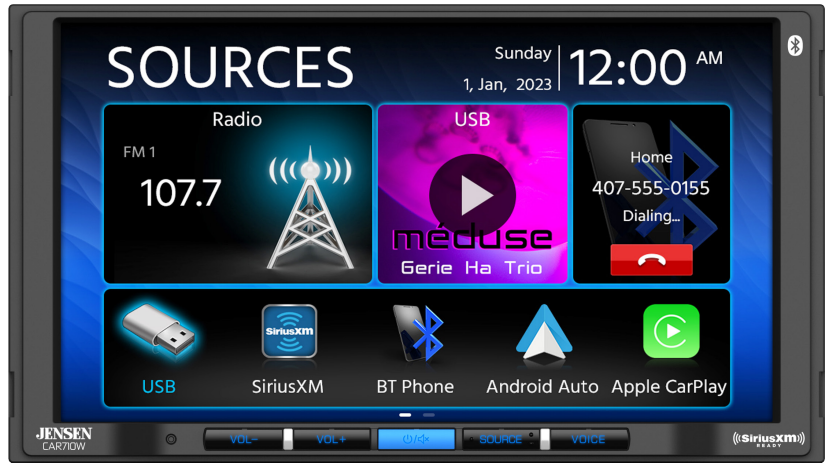 SOURCES
Sunday
1, Jan, 2023
12:00 AM
Radio
FM 1
107.7
USB
méduse
Gerie Ha Trio
Home
407-555-0155
Dialing...
USB
SiriusXM
SiriusXM
BT Phone
Android Auto
Apple CarPlay
JENSEN
CAR710W
VOL-
VOL+
SOURCE
VOICE
((SiriusXM))
READY